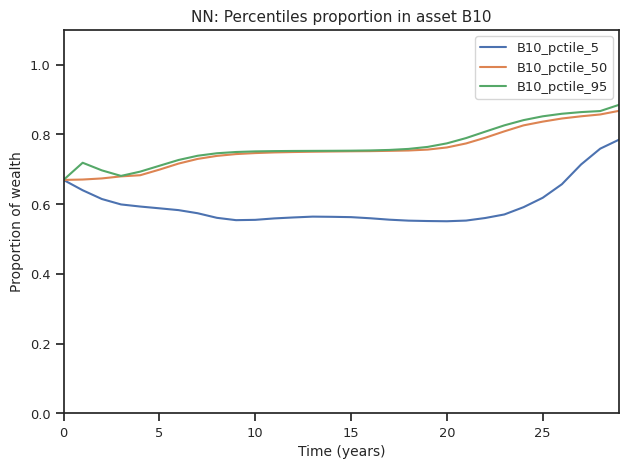 NN: Percentiles proportion in asset B10
B10_pctile_5
B10_pctile_50
B10_pctile_95
Proportion of wealth
1.0
0.8
0.6
0.4
0.2
0.0
0 5 10 15 20 25
Time (years)